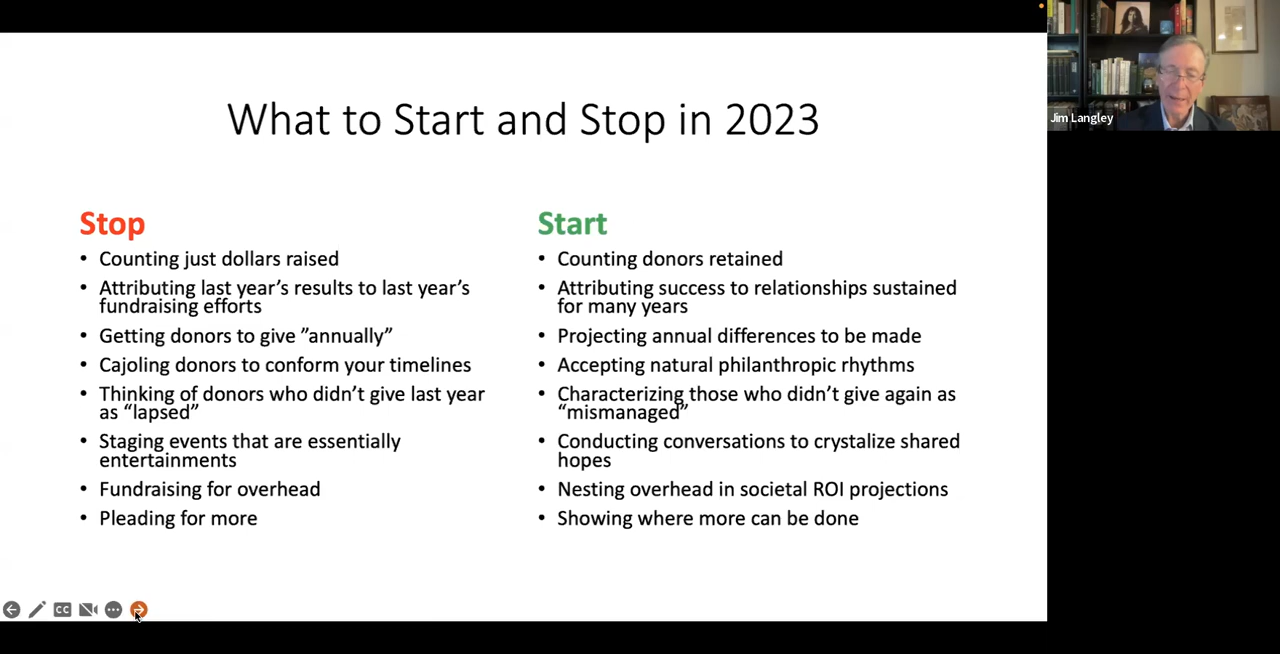 What to Start and Stop in 2023
Stop
• Counting just dollars raised
• Attributing last year’s results to last year’s
fundraising efforts
• Getting donors to give ”annually”
• Cajoling donors to conform your timelines
• Thinking of donors who didn’t give last year
as “lapsed”
• Staging events that are essentially
entertainments
• Fundraising for overhead
• Pleading for more
Start
• Counting donors retained
• Attributing success to relationships sustained
for many years
• Projecting annual differences to be made
• Accepting natural philanthropic rhythms
• Characterizing those who didn’t give again as
“mismanaged”
• Conducting conversations to crystalize shared
hopes
• Nesting overhead in societal ROI projections
• Showing where more can be done
Jim Langley
CC